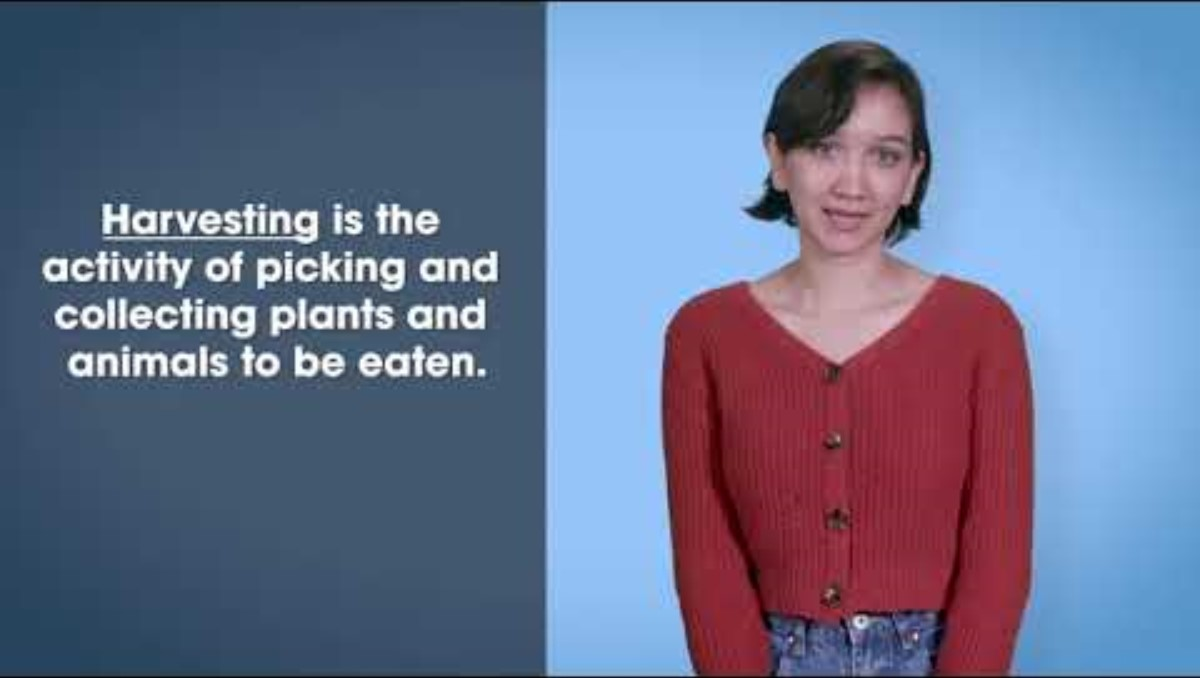 Harvesting is the
activity of picking and
collecting plants and
animals to be eaten.